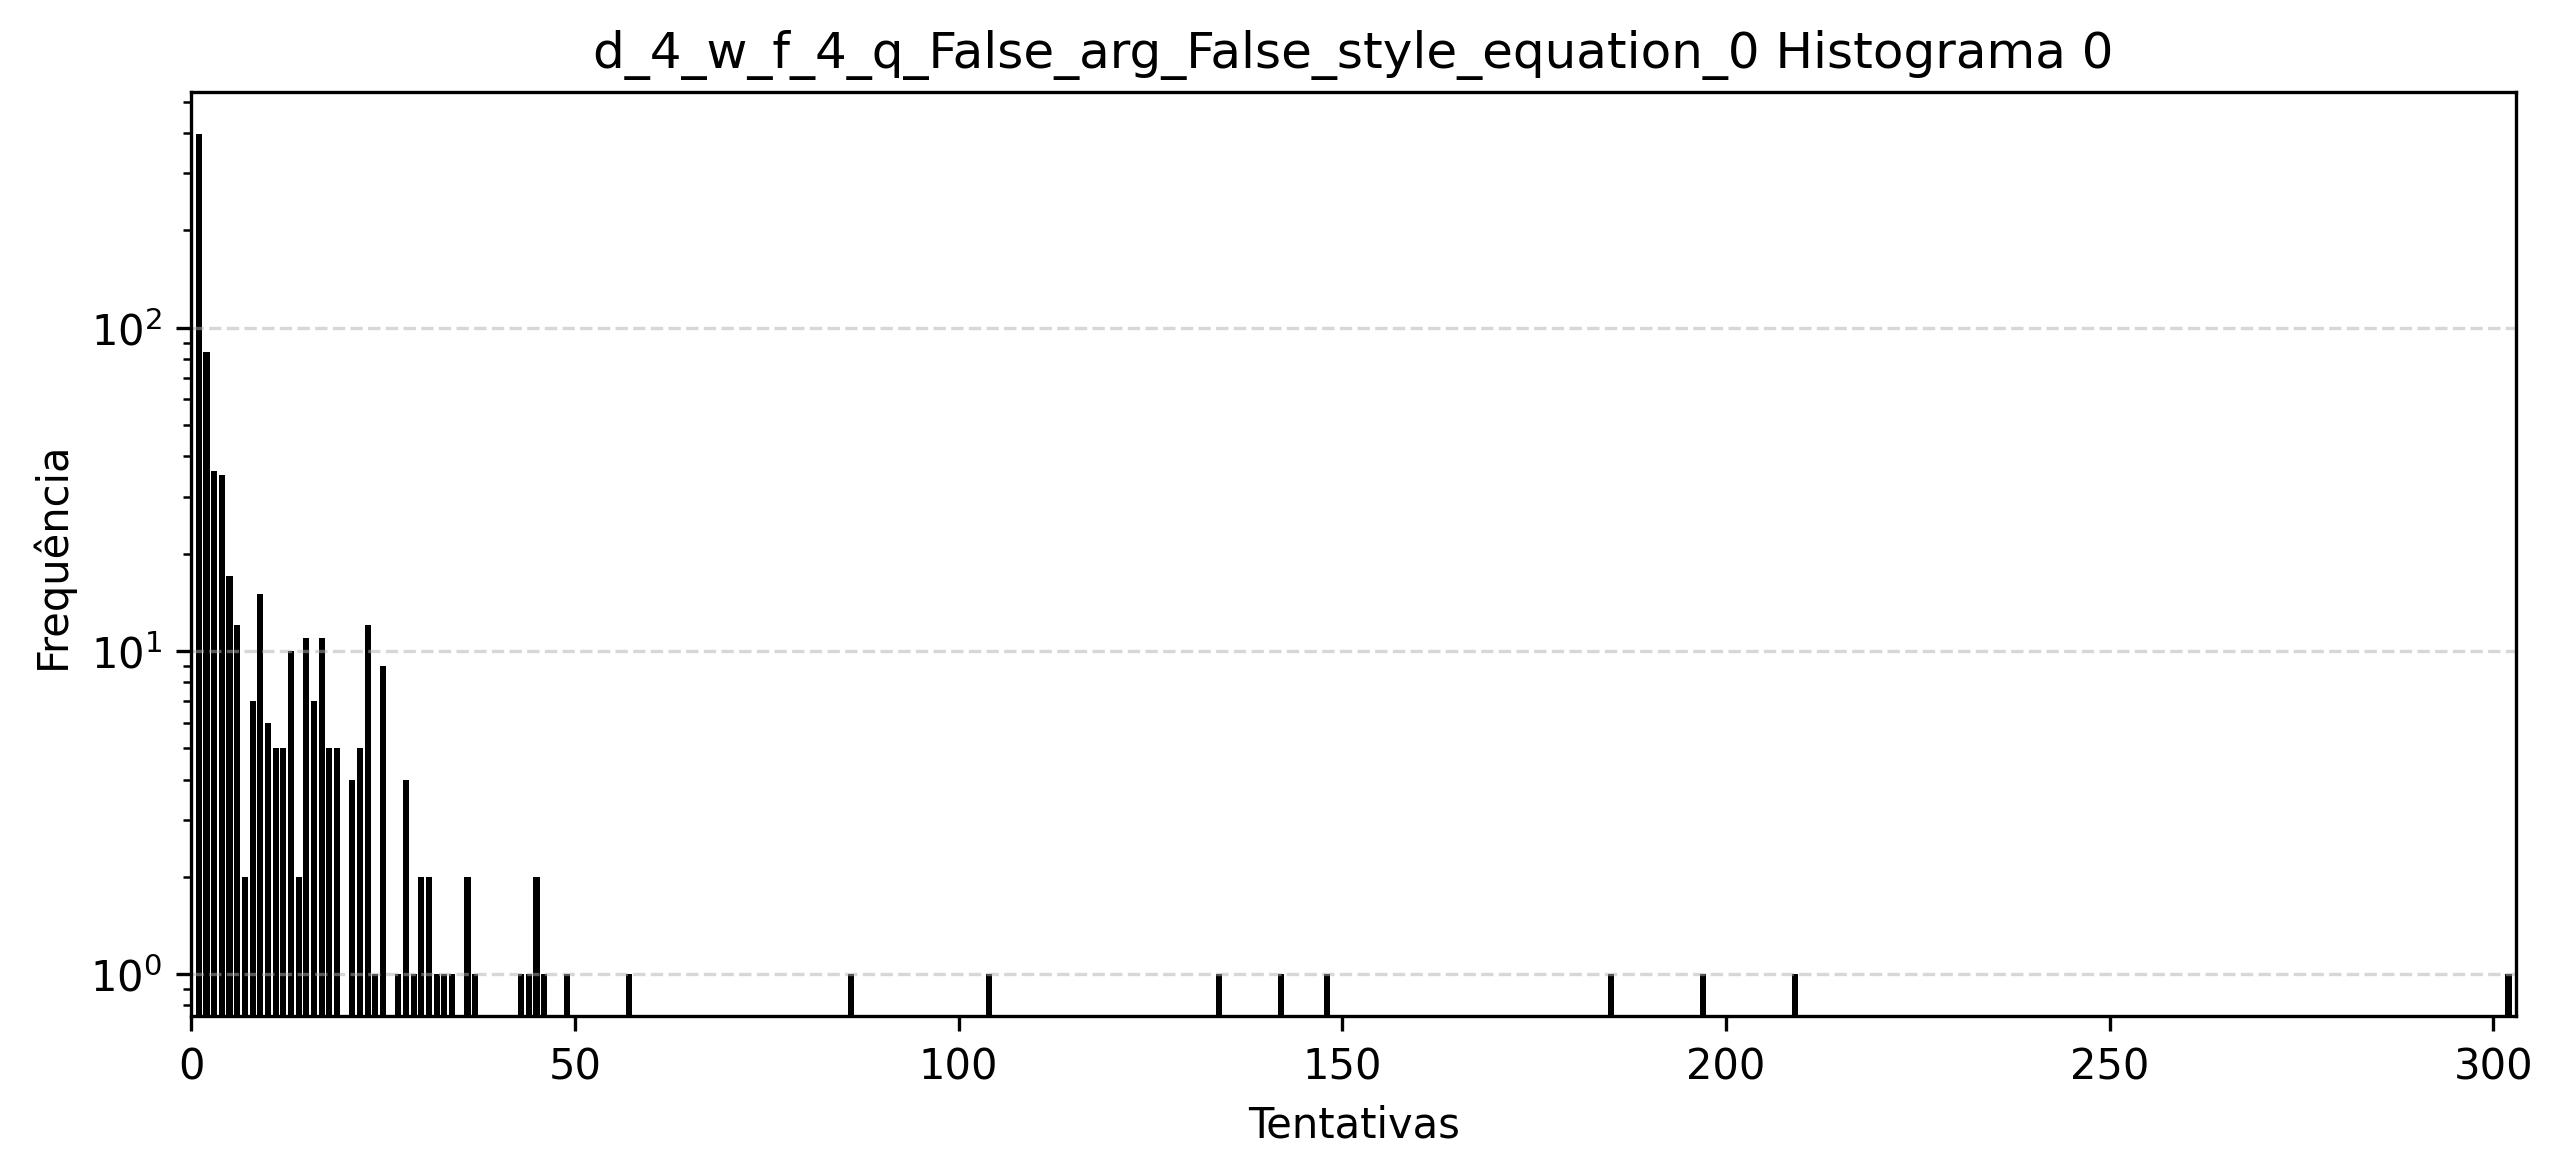 d_4_w_f_4_q_False_arg_False_style_equation_0 Histograma 0
Frequência
10²
10¹
10⁰
0 50 100 150 200 250 300
Tentativas